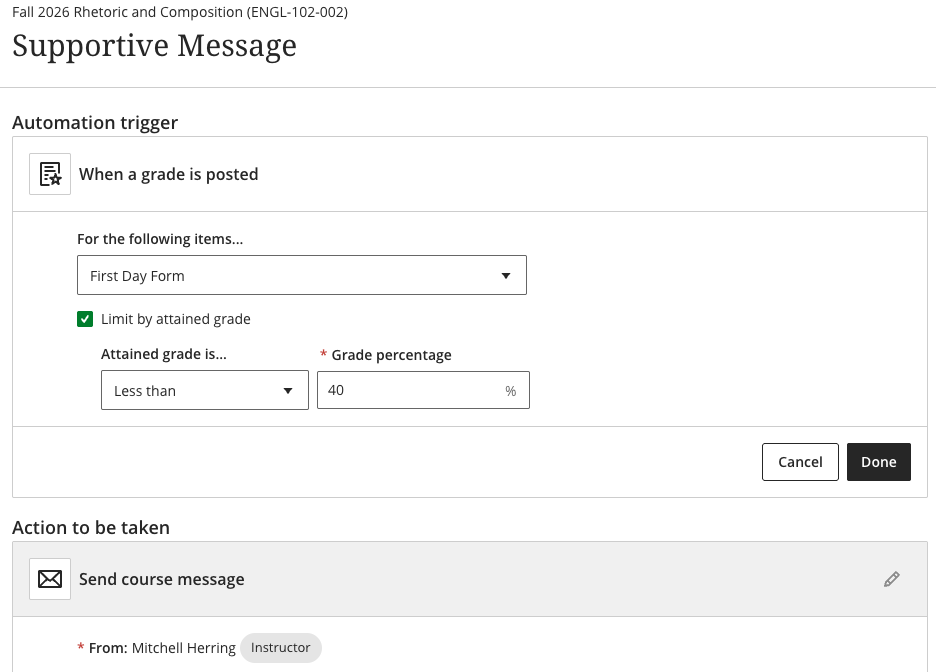 Fall 2026 Rhetoric and Composition (ENGL-102-002)
Supportive Message
Automation trigger
When a grade is posted
For the following items...
First Day Form
Limit by attained grade
Attained grade is...
* Grade percentage
Less than
40 %
Cancel
Done
Action to be taken
Send course message
* From: Mitchell Herring Instructor